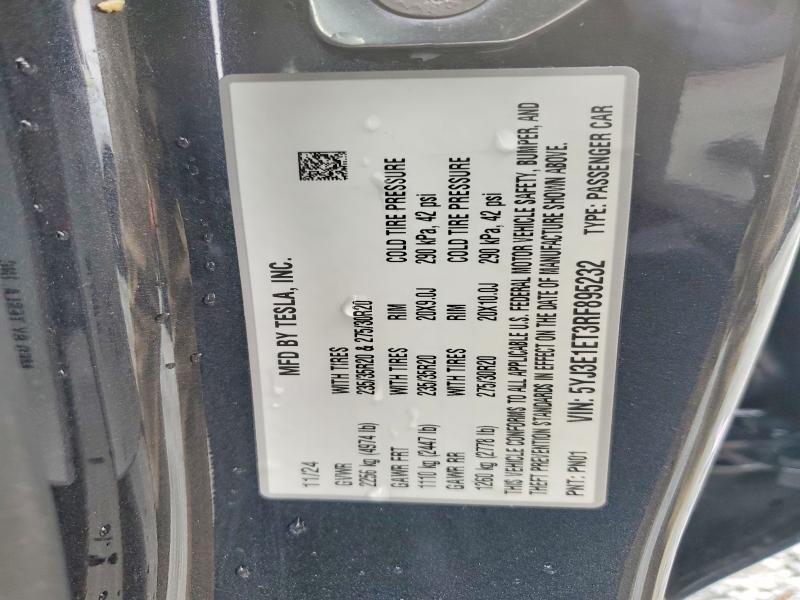 MFD BY TESLA, INC.
11/24
GVWR WITH TIRES
2256 kg (4974 lb) 235/35R20 & 275/30R20
GAWR FRT WITH TIRES RIM COLD TIRE PRESSURE
1110 kg (2447 lb) 235/35R20 20X9.0J 290 kPa, 42 psi
GAWR RR WITH TIRES RIM COLD TIRE PRESSURE
1260 kg (2778 lb) 275/30R20 20X10.0J 290 kPa, 42 psi
THIS VEHICLE CONFORMS TO ALL APPLICABLE U.S. FEDERAL MOTOR VEHICLE SAFETY, BUMPER, AND
THEFT PREVENTION STANDARDS IN EFFECT ON THE DATE OF MANUFACTURE SHOWN ABOVE.
PNT: PN01 VIN: 5YJ3E1ET3RF895232 TYPE: PASSENGER CAR